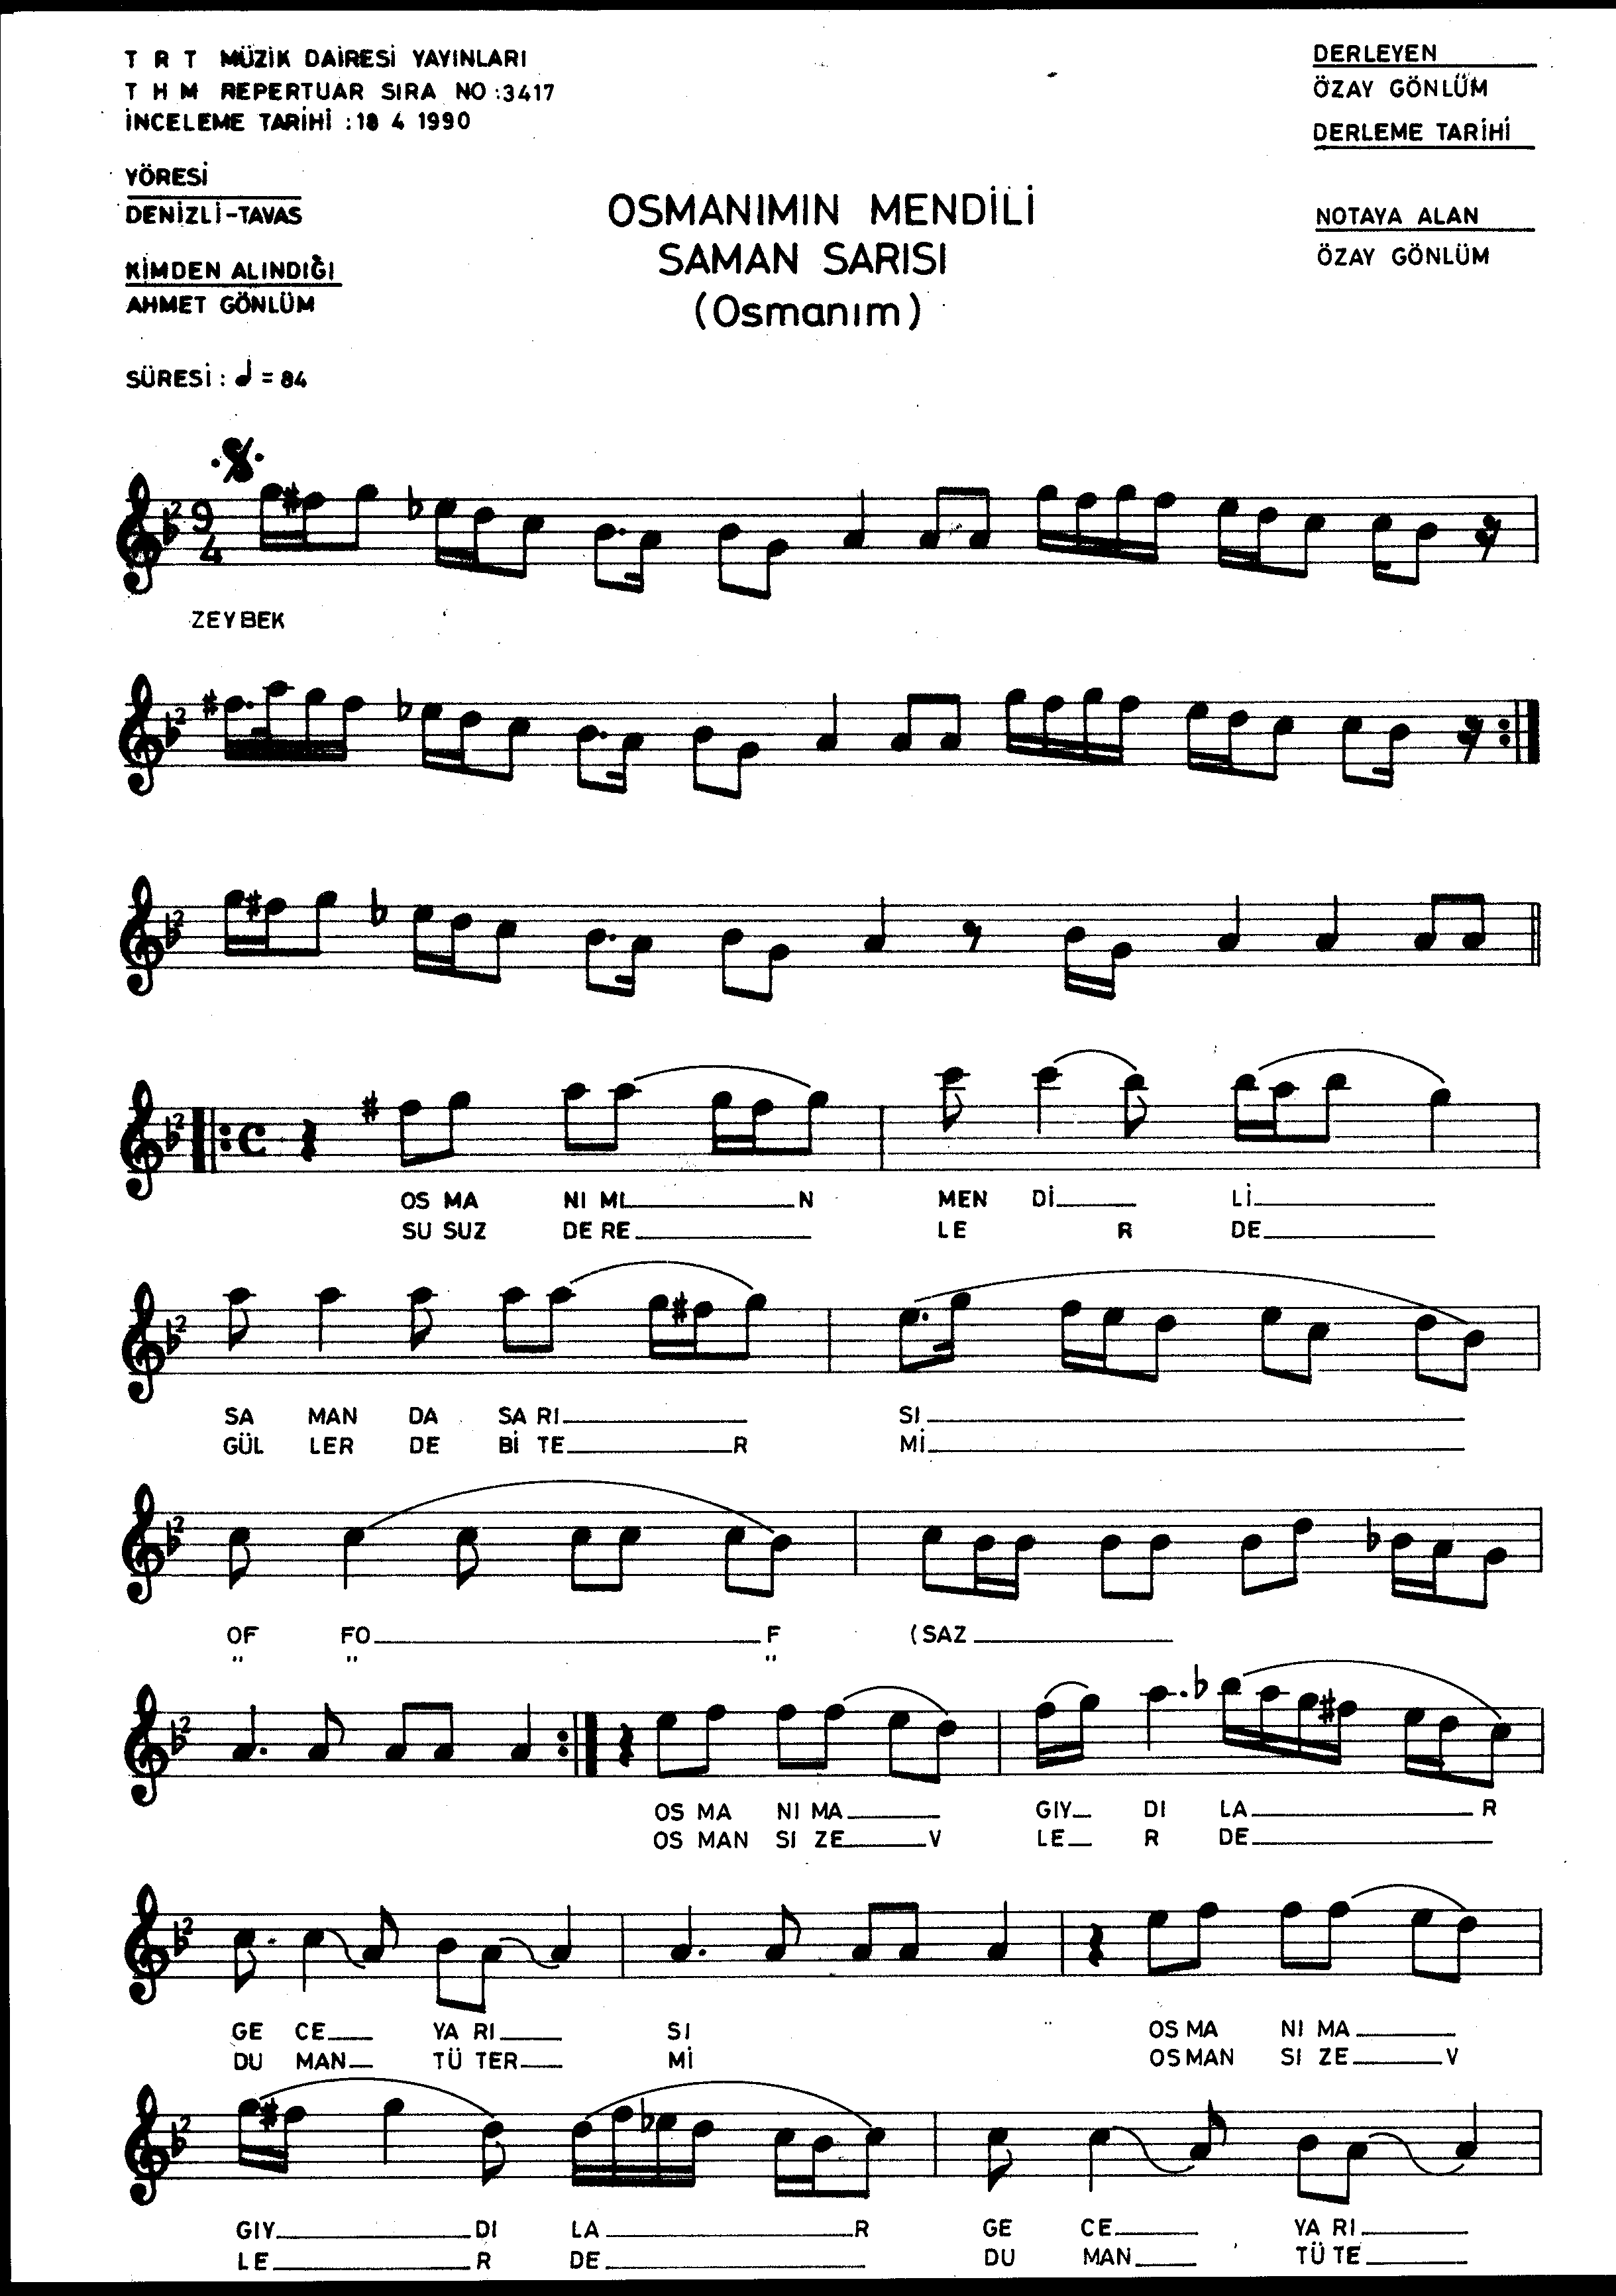 T R T MÜZİK DAİRESİ YAYINLARI
T H M REPERTUAR SIRA NO :3417
İNCELEME TARİHİ :18 4 1990
YÖRESİ
DENİZLİ-TAVAS
KİMDEN ALINDIĞI
AHMET GÖNLÜM
SÜRESİ : 𝅗𝅥 = 84
OSMANIMIN MENDİLİ
SAMAN SARISI
(Osmanım)
DERLEYEN
ÖZAY GÖNLÜM
DERLEME TARİHİ
NOTAYA ALAN
ÖZAY GÖNLÜM
9
4
ZEYBEK
OS MA NI MI N MEN Dİ Lİ
SU SUZ DE RE LE R DE
SA MAN DA SA RI SI
GÜL LER DE Bİ TE R Mİ
OF FO F (SAZ
" " "
OS MA NI MA GIY DI LA R
OS MAN SI ZE V LE R DE
GE CE YA RI SI OS MA NI MA
DU MAN TÜ TER Mİ OS MAN SI ZE V
GIY DI LA R GE CE YA RI
LE R DE DU MAN TÜ TE